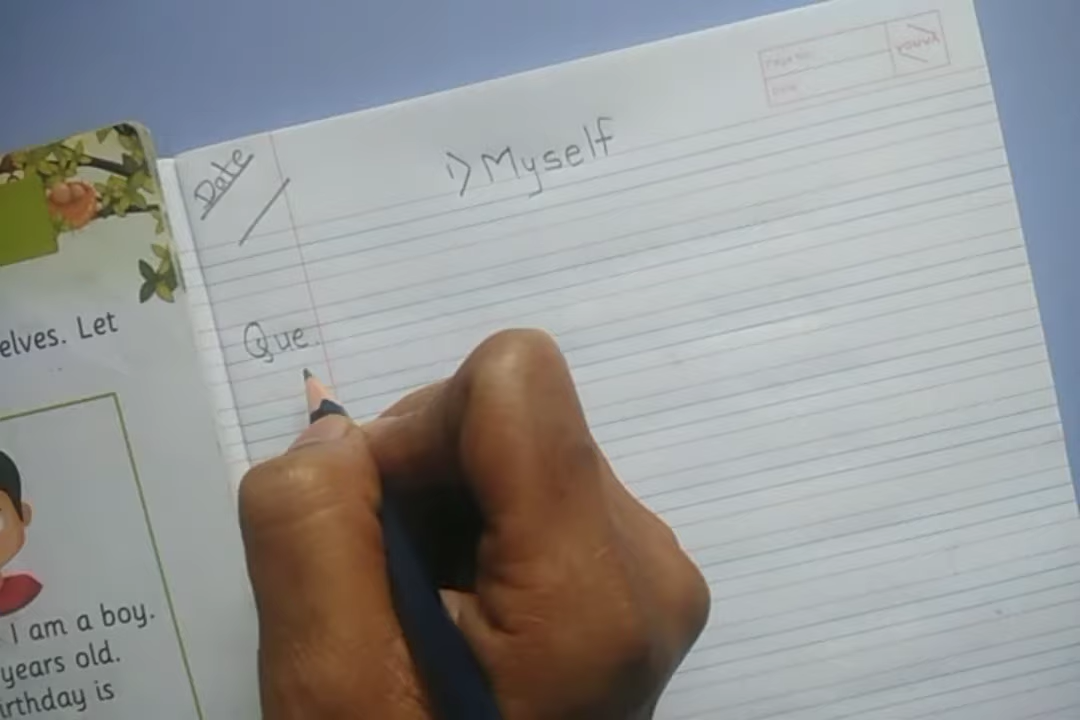 elves. Let
I am a boy.
years old.
irthday is
Date
1) Myself
Que.